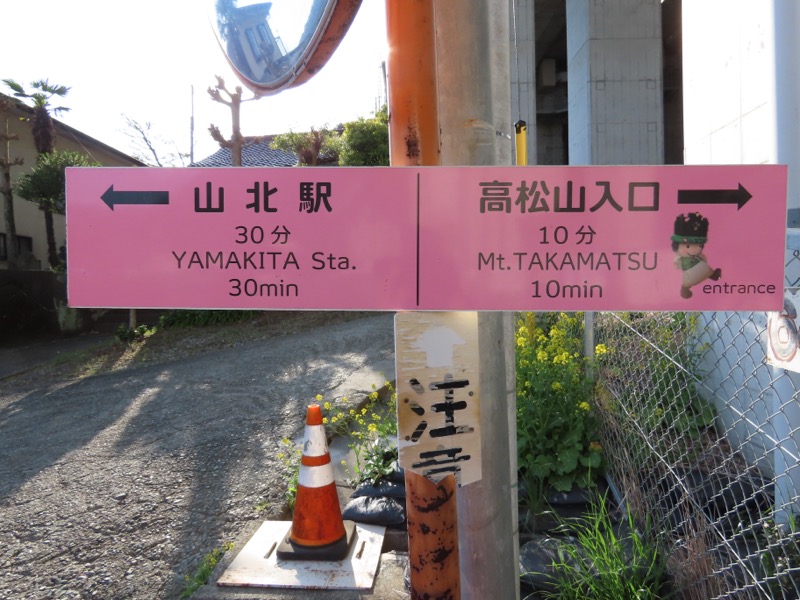 山北駅
30分
YAMAKITA Sta.
30min
高松山入口
10分
Mt.TAKAMATSU
10min
entrance
注